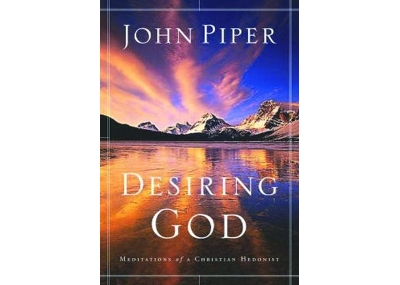 JOHN PIPER
DESIRING
GOD
MEDITATIONS of A CHRISTIAN HEDONIST